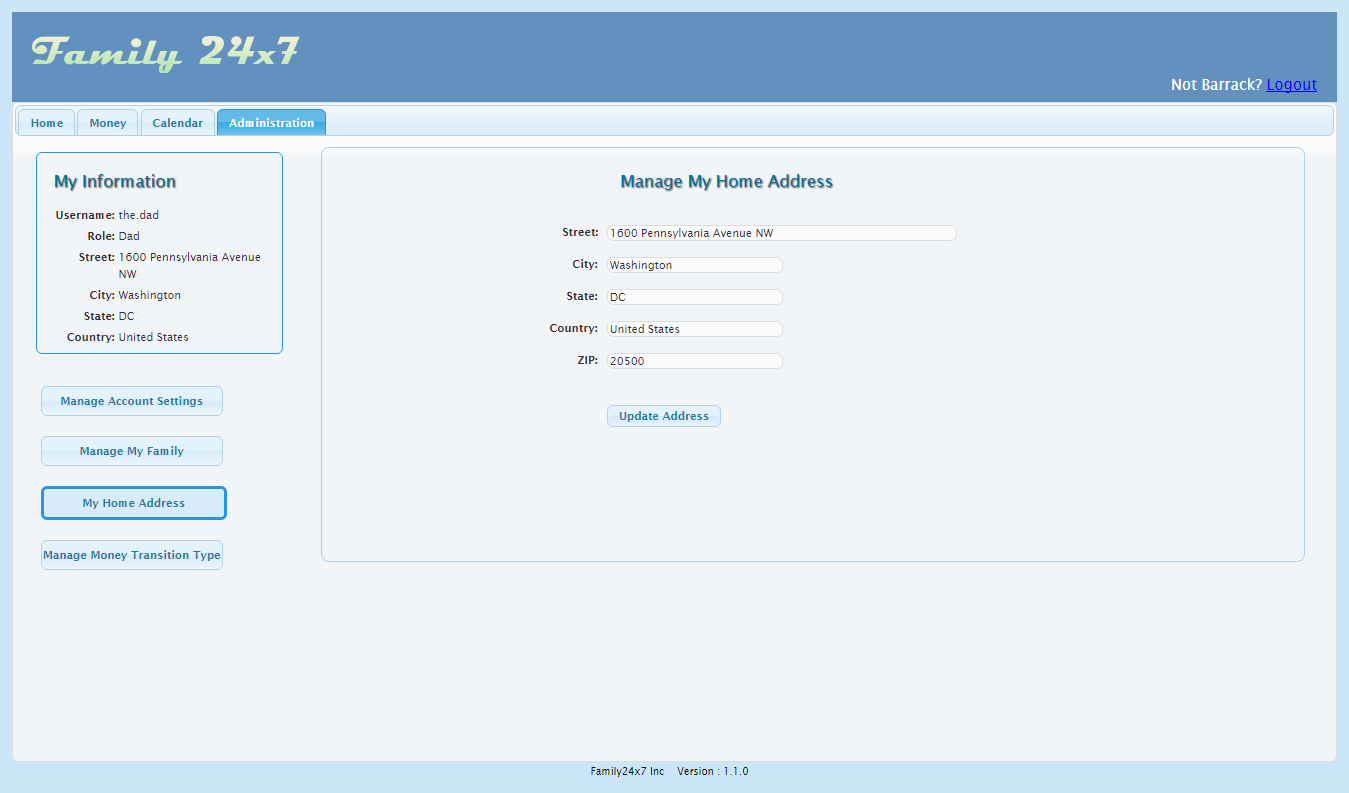 Family 24x7
Not Barrack? Logout
Home Money Calendar Administration
My Information
Username: the.dad
Role: Dad
Street: 1600 Pennsylvania Avenue
NW
City: Washington
State: DC
Country: United States
Manage Account Settings
Manage My Family
My Home Address
Manage Money Transition Type
Manage My Home Address
Street: 1600 Pennsylvania Avenue NW
City: Washington
State: DC
Country: United States
ZIP: 20500
Update Address
Family24x7 Inc Version : 1.1.0